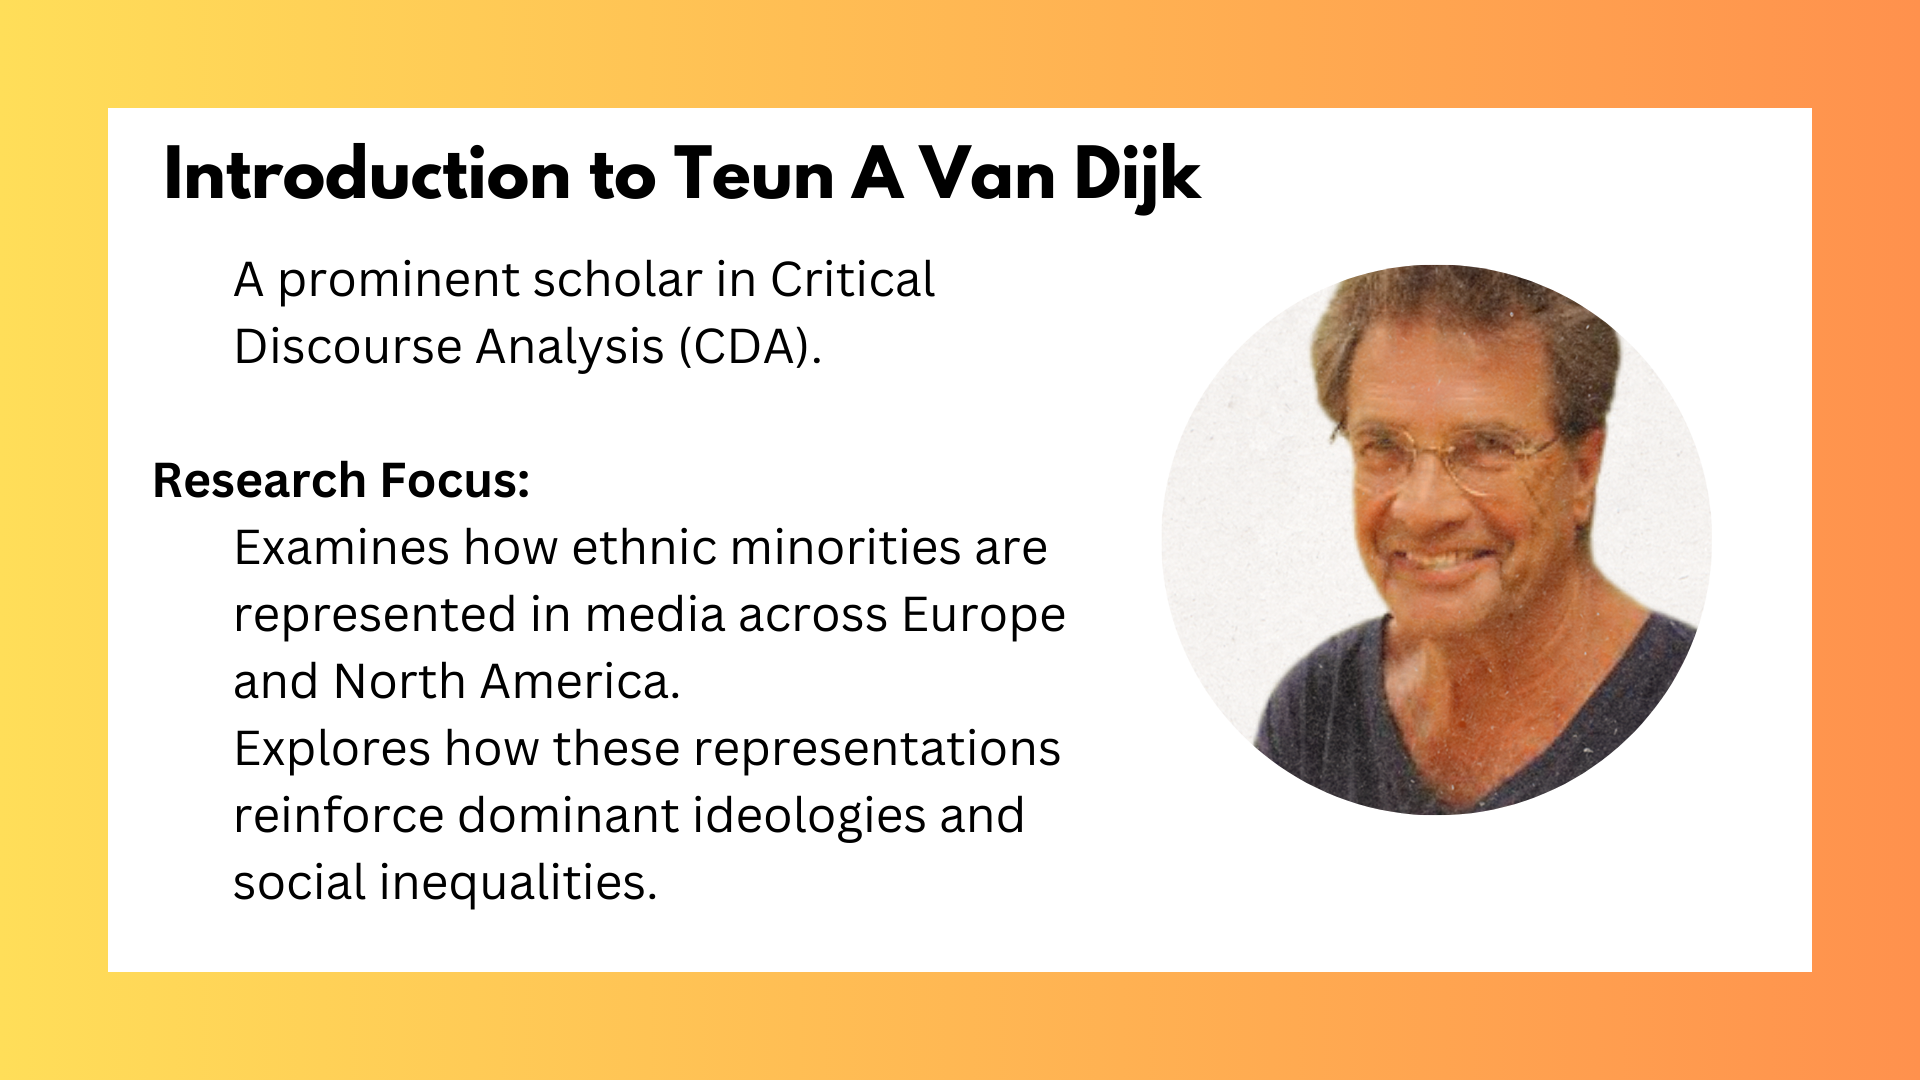 Introduction to Teun A Van Dijk
A prominent scholar in Critical
Discourse Analysis (CDA).
Research Focus:
Examines how ethnic minorities are
represented in media across Europe
and North America.
Explores how these representations
reinforce dominant ideologies and
social inequalities.